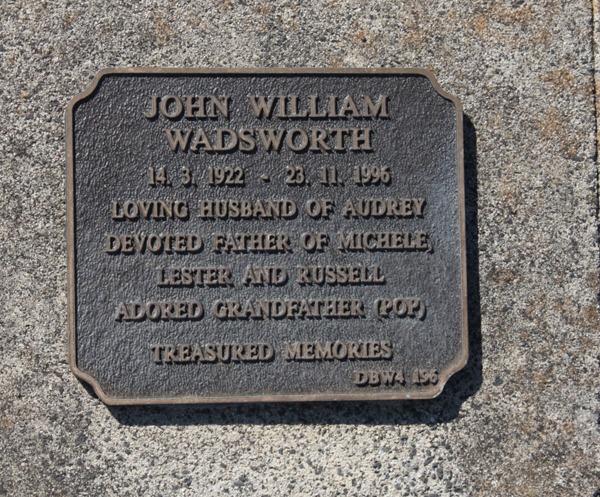 JOHN WILLIAM
WADSWORTH
14. 3. 1922 - 23. 11. 1996
LOVING HUSBAND OF AUDREY
DEVOTED FATHER OF MICHELE,
LESTER AND RUSSELL
ADORED GRANDFATHER (POP)
TREASURED MEMORIES
DBW4 196